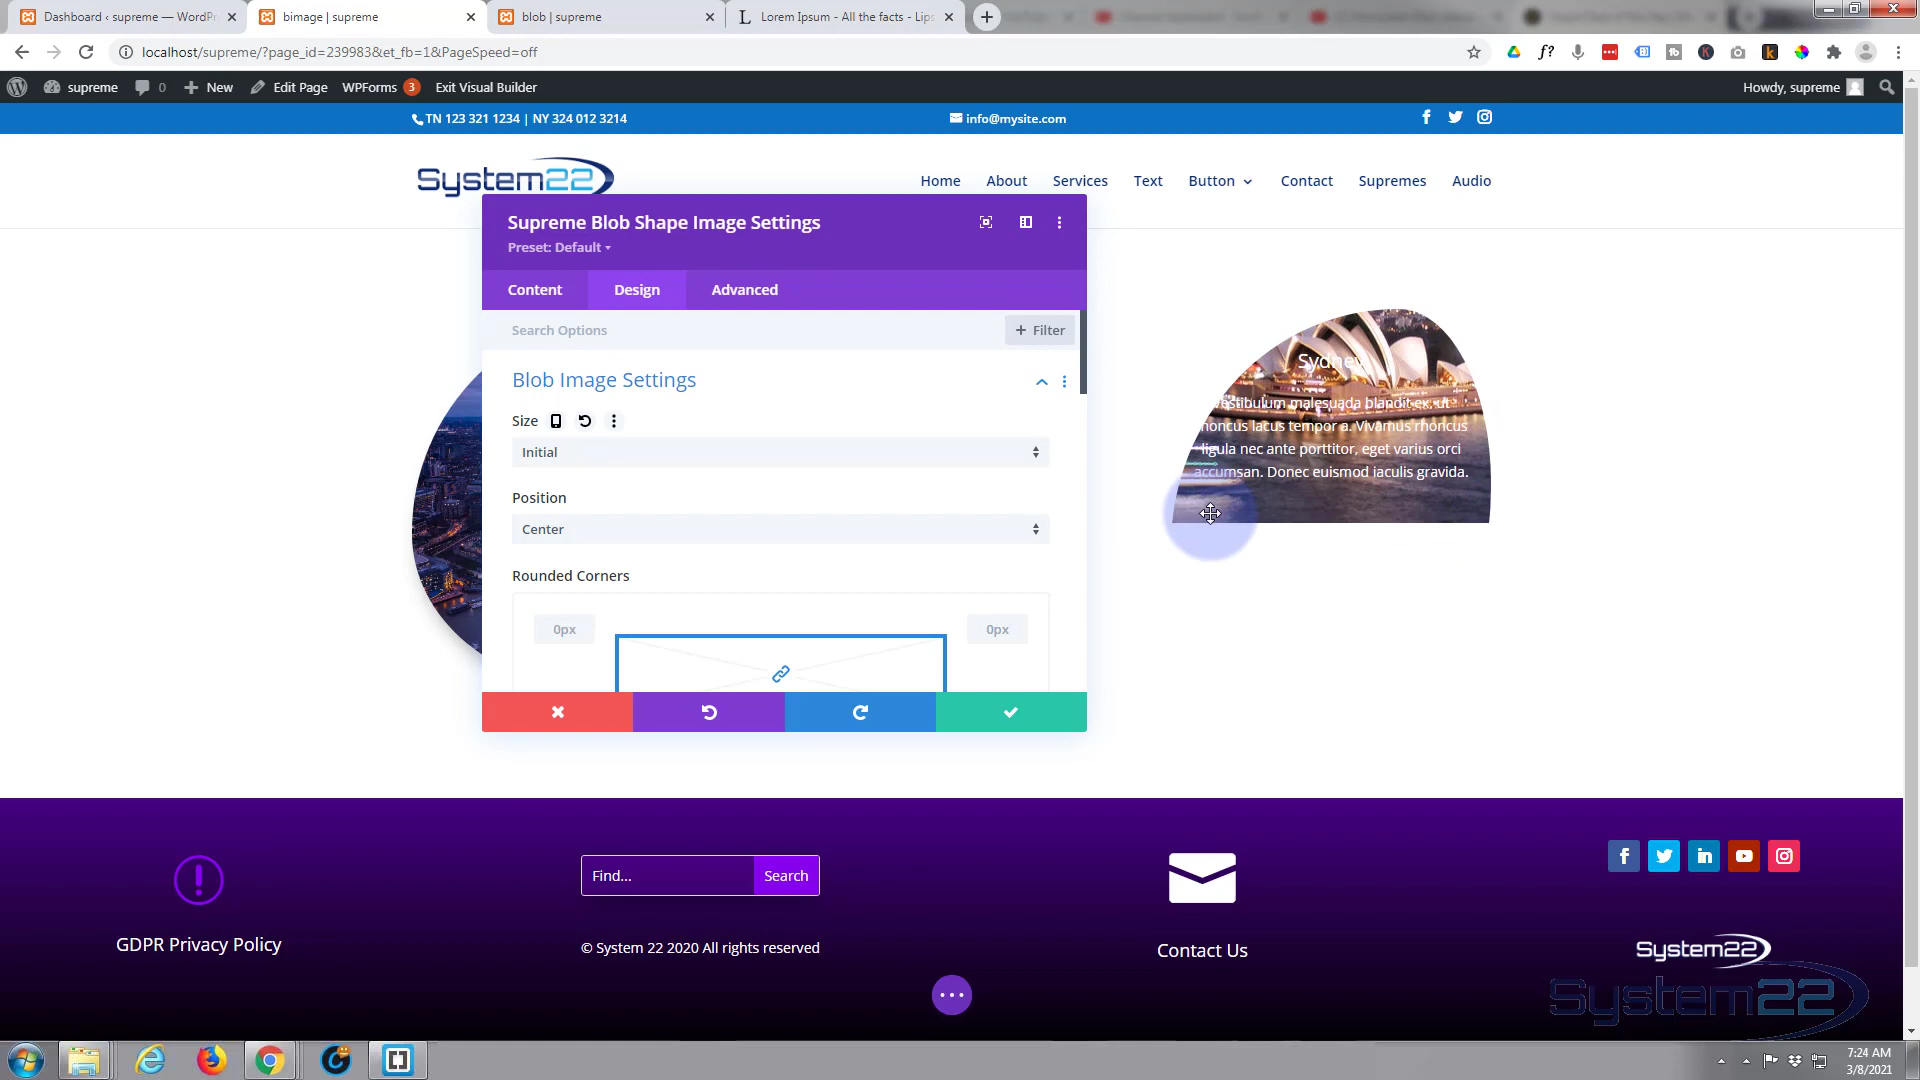 Dashboard ‹ supreme — WordPr
bimage | supreme
blob | supreme
Lorem Ipsum - All the facts - Lips
localhost/supreme/?page_id=239983&et_fb=1&PageSpeed=off
supreme
0
New
Edit Page
WPForms 3
Exit Visual Builder
Howdy, supreme
TN 123 321 1234 | NY 324 012 3214
info@mysite.com
System22
Home
About
Services
Text
Button
Contact
Supremes
Audio
Supreme Blob Shape Image Settings
Preset: Default
Content
Design
Advanced
Search Options
+ Filter
Blob Image Settings
Size
Initial
Position
Center
Rounded Corners
0px
0px
Sydney
Vestibulum malesuada blandit ex, ut
rhoncus lacus tempor a. Vivamus rhoncus
ligula nec ante porttitor, eget varius orci
accumsan. Donec euismod iaculis gravida.
GDPR Privacy Policy
Find...
Search
© System 22 2020 All rights reserved
Contact Us
System22
System22
7:24 AM
3/8/2021